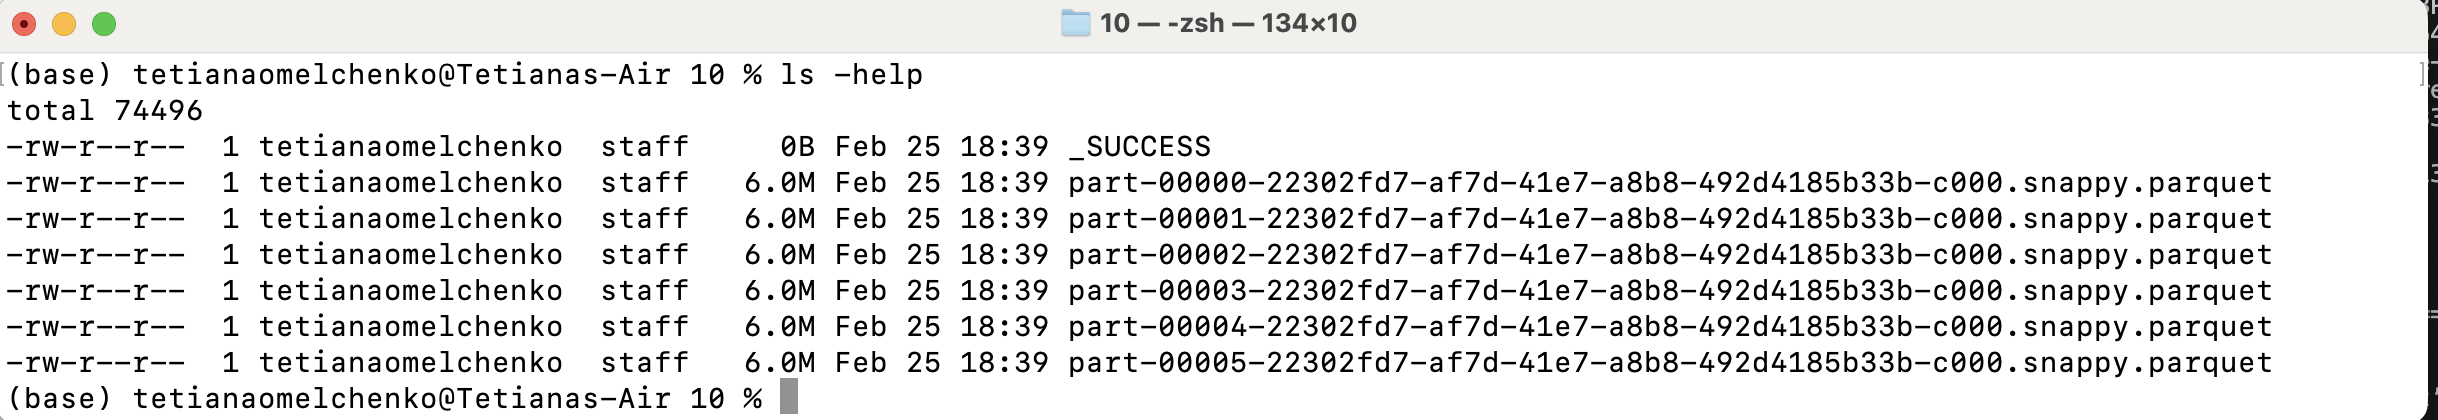 10 — -zsh — 134×10
(base) tetianaomelchenko@Tetianas-Air 10 % ls -help
total 74496
-rw-r--r--  1 tetianaomelchenko  staff     0B Feb 25 18:39 _SUCCESS
-rw-r--r--  1 tetianaomelchenko  staff   6.0M Feb 25 18:39 part-00000-22302fd7-af7d-41e7-a8b8-492d4185b33b-c000.snappy.parquet
-rw-r--r--  1 tetianaomelchenko  staff   6.0M Feb 25 18:39 part-00001-22302fd7-af7d-41e7-a8b8-492d4185b33b-c000.snappy.parquet
-rw-r--r--  1 tetianaomelchenko  staff   6.0M Feb 25 18:39 part-00002-22302fd7-af7d-41e7-a8b8-492d4185b33b-c000.snappy.parquet
-rw-r--r--  1 tetianaomelchenko  staff   6.0M Feb 25 18:39 part-00003-22302fd7-af7d-41e7-a8b8-492d4185b33b-c000.snappy.parquet
-rw-r--r--  1 tetianaomelchenko  staff   6.0M Feb 25 18:39 part-00004-22302fd7-af7d-41e7-a8b8-492d4185b33b-c000.snappy.parquet
-rw-r--r--  1 tetianaomelchenko  staff   6.0M Feb 25 18:39 part-00005-22302fd7-af7d-41e7-a8b8-492d4185b33b-c000.snappy.parquet
(base) tetianaomelchenko@Tetianas-Air 10 %